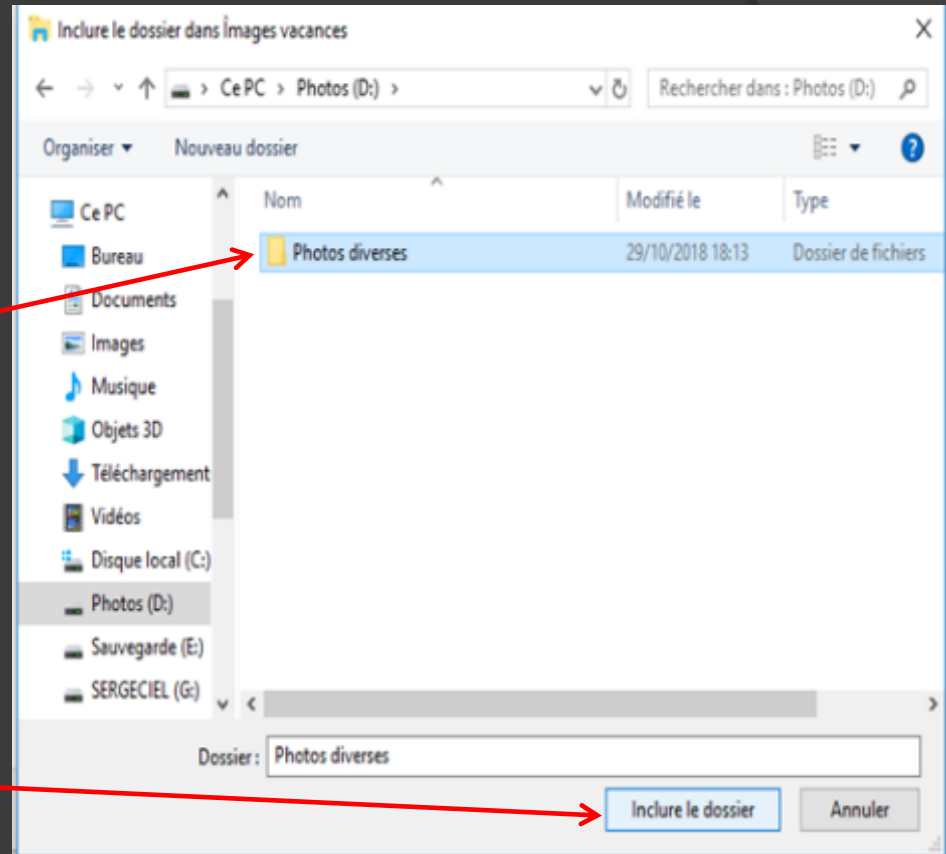 Inclure le dossier dans İmages vacances
Ce PC > Photos (D:) >
Rechercher dans : Photos (D:)
Organiser
Nouveau dossier
Nom
Modifié le
Type
Ce PC
Bureau
Documents
Images
Musique
Objets 3D
Téléchargement
Vidéos
Disque local (C:)
Photos (D:)
Sauvegarde (E:)
SERGECIEL (G:)
Photos diverses
29/10/2018 18:13
Dossier de fichiers
Dossier :
Photos diverses
Inclure le dossier
Annuler